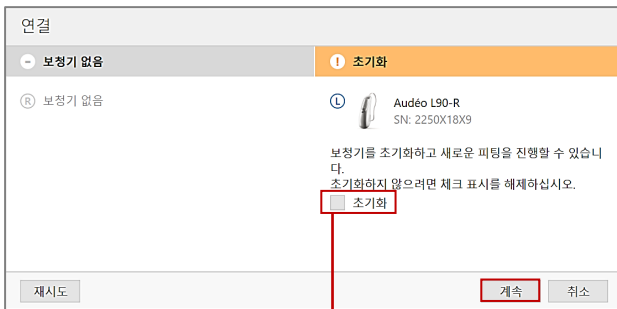 연결
보청기 없음
초기화
R 보청기 없음
L
Audéo L90-R
SN: 2250X18X9
보청기를 초기화하고 새로운 피팅을 진행할 수 있습니
다.
초기화하지 않으려면 체크 표시를 해제하십시오.
초기화
재시도
계속
취소